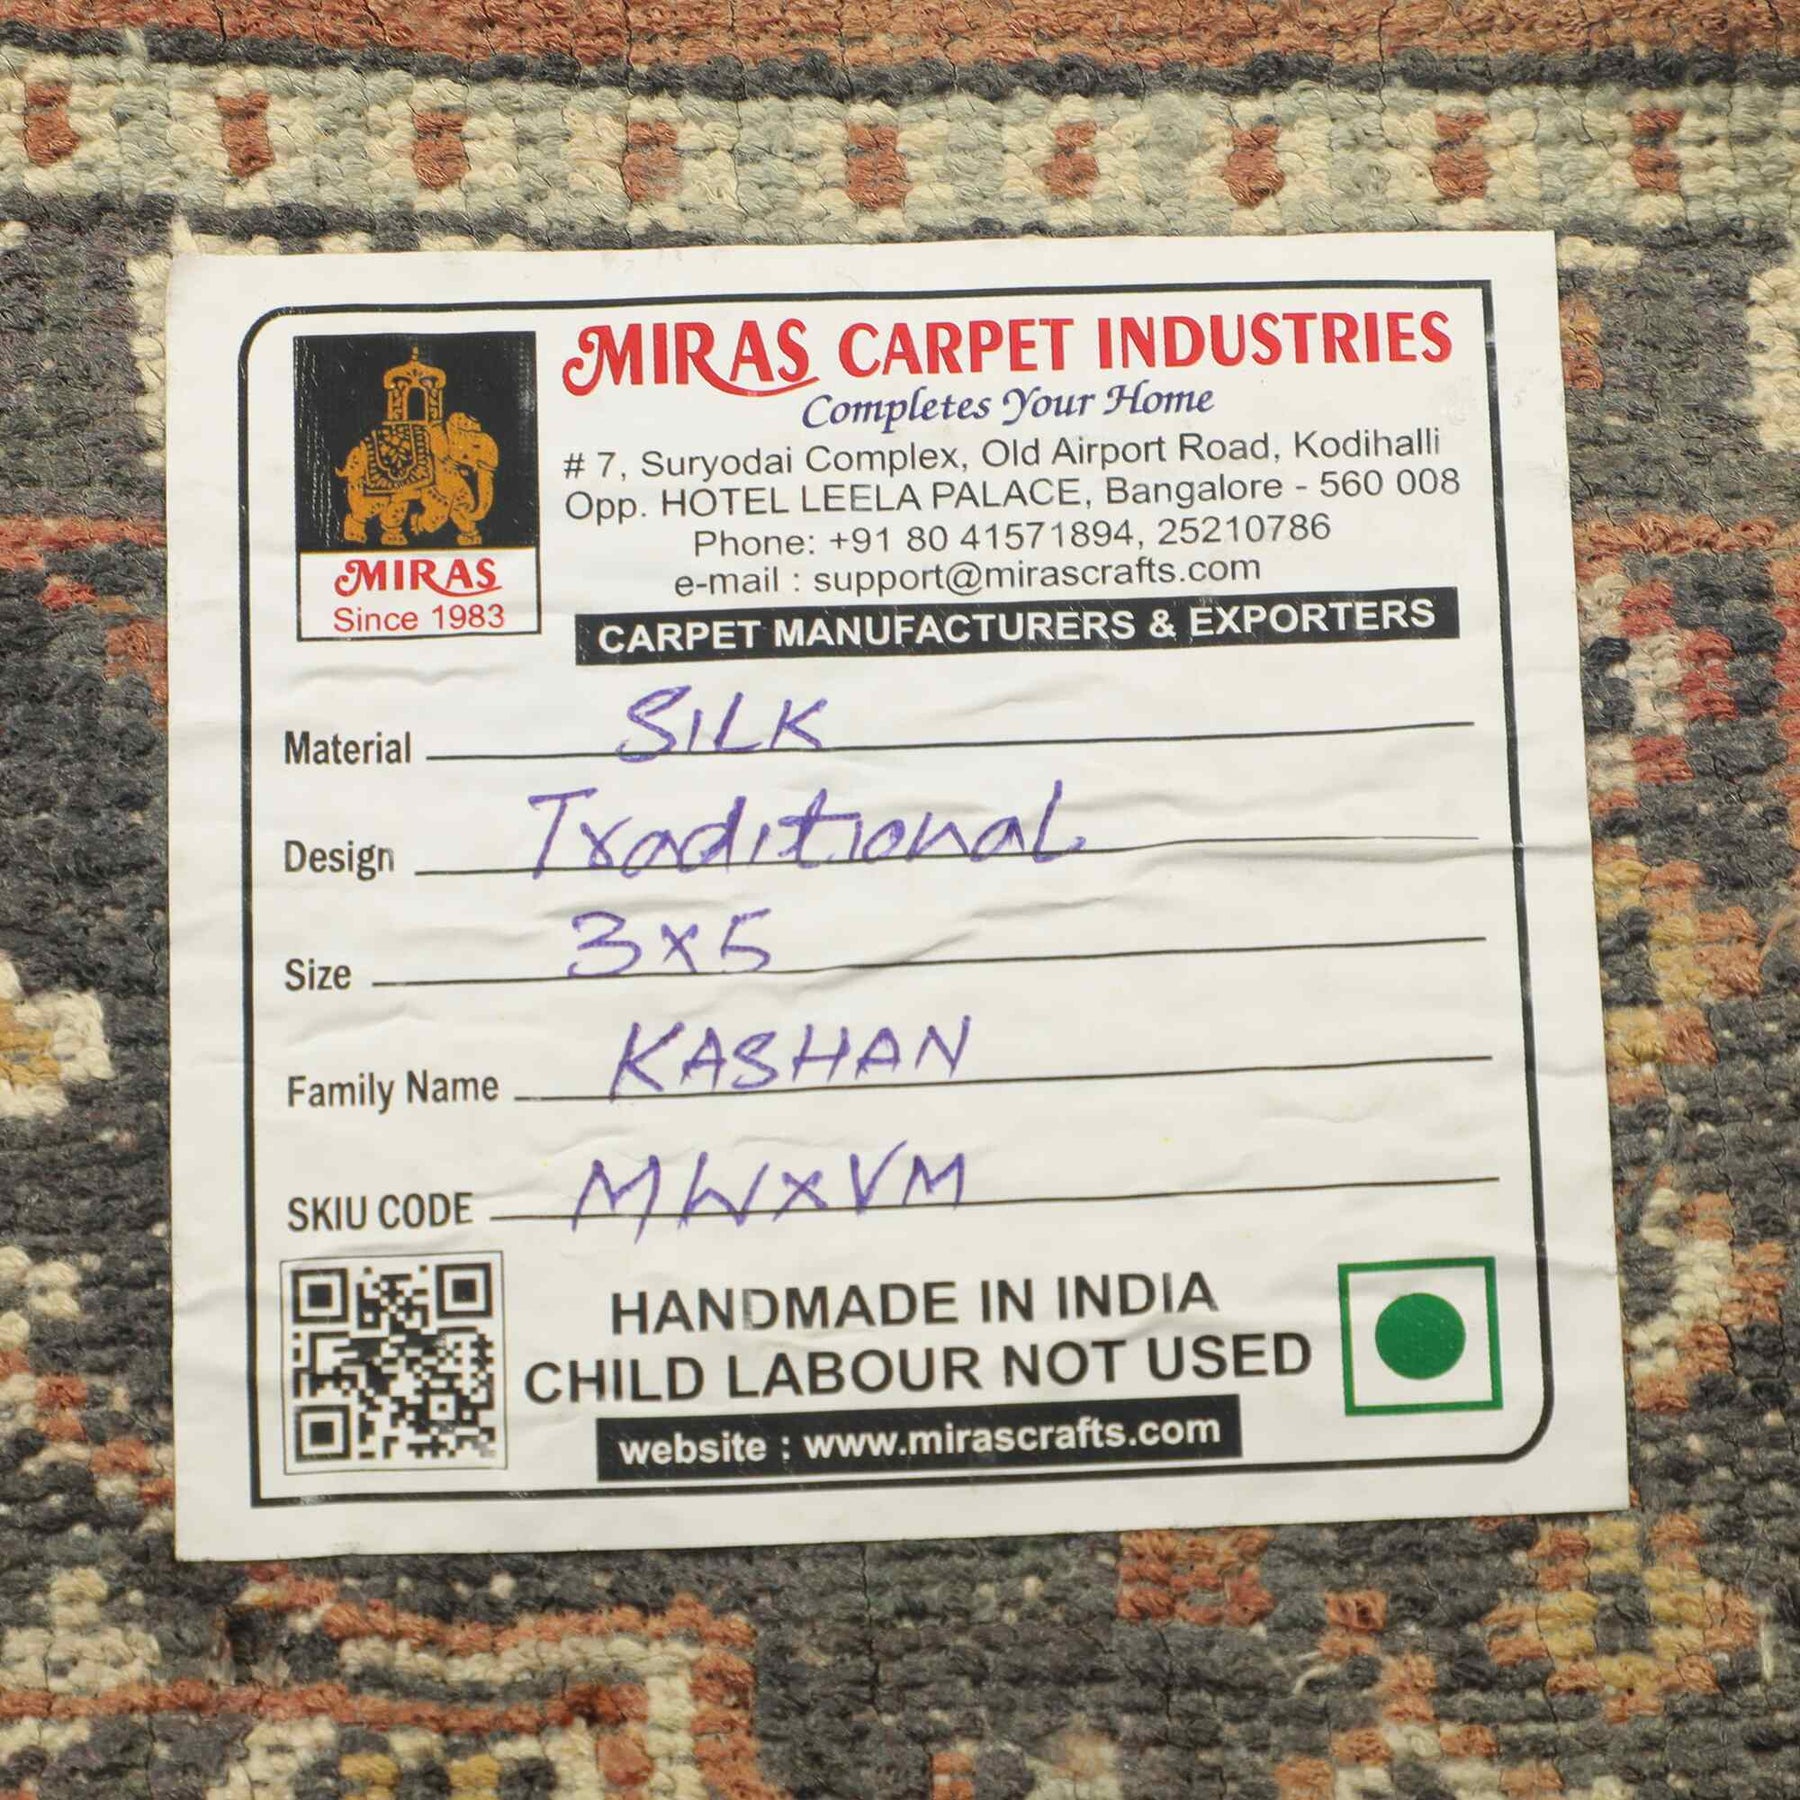 MIRAS
Since 1983
MIRAS CARPET INDUSTRIES
Completes Your Home
# 7, Suryodai Complex, Old Airport Road, Kodihalli
Opp. HOTEL LEELA PALACE, Bangalore - 560 008
Phone: +91 80 41571894, 25210786
e-mail : support@mirascrafts.com
CARPET MANUFACTURERS & EXPORTERS
Material SILK
Design Traditional
Size 3x5
Family Name KASHAN
SKIU CODE MWXVM
HANDMADE IN INDIA
CHILD LABOUR NOT USED
website : www.mirascrafts.com